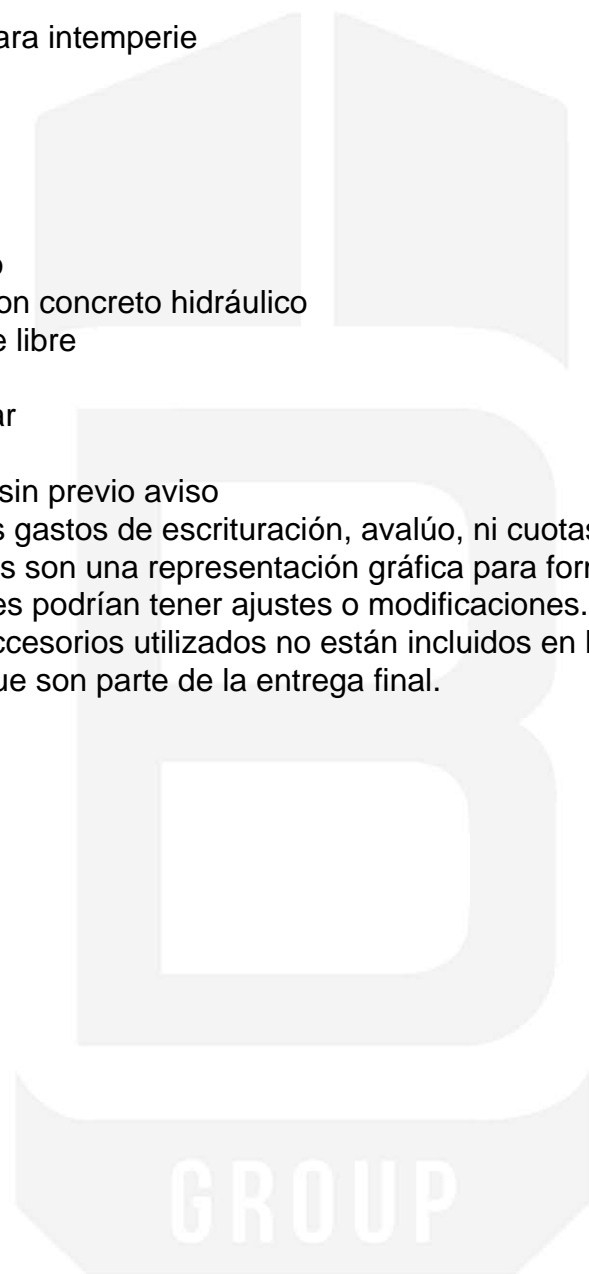 ara intemperie
o
on concreto hidráulico
e libre
ar
sin previo aviso
s gastos de escrituración, avalúo, ni cuotas
s son una representación gráfica para for
es podrían tener ajustes o modificaciones.
ccesorios utilizados no están incluidos en l
ue son parte de la entrega final.
B
GROUP